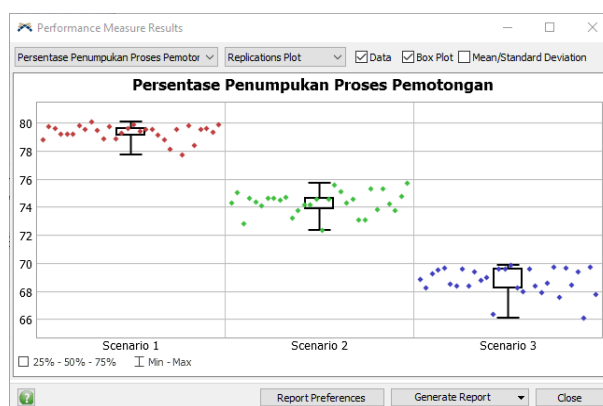 Performance Measure Results
Persentase Penumpukan Proses Pemotor
Replications Plot
Data
Box Plot
Mean/Standard Deviation
Persentase Penumpukan Proses Pemotongan
80
78
76
74
72
70
68
66
Scenario 1
Scenario 2
Scenario 3
25% - 50% - 75%
Min - Max
?
Report Preferences
Generate Report
Close